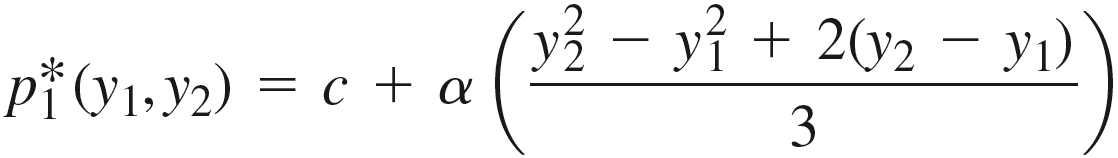 p₁*(y₁, y₂) = c + α ( (y₂² − y₁² + 2(y₂ − y₁)) / 3 )